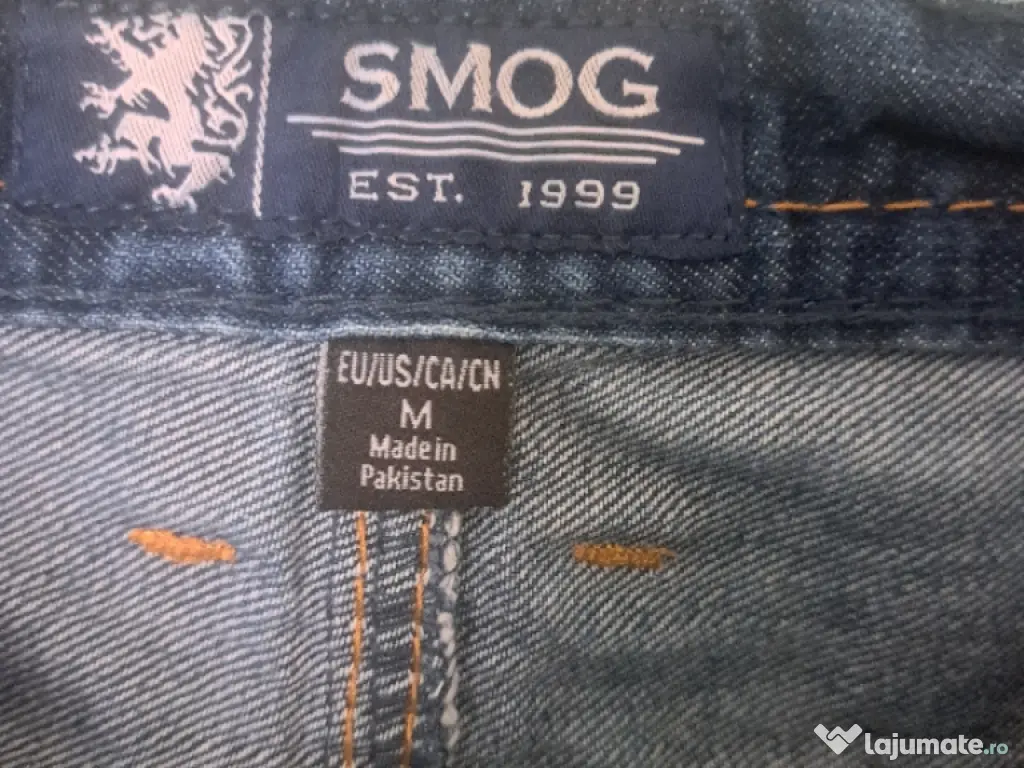 SMOG
EST. 1999
EU/US/CA/CN
M
Made in
Pakistan
lajumate.ro